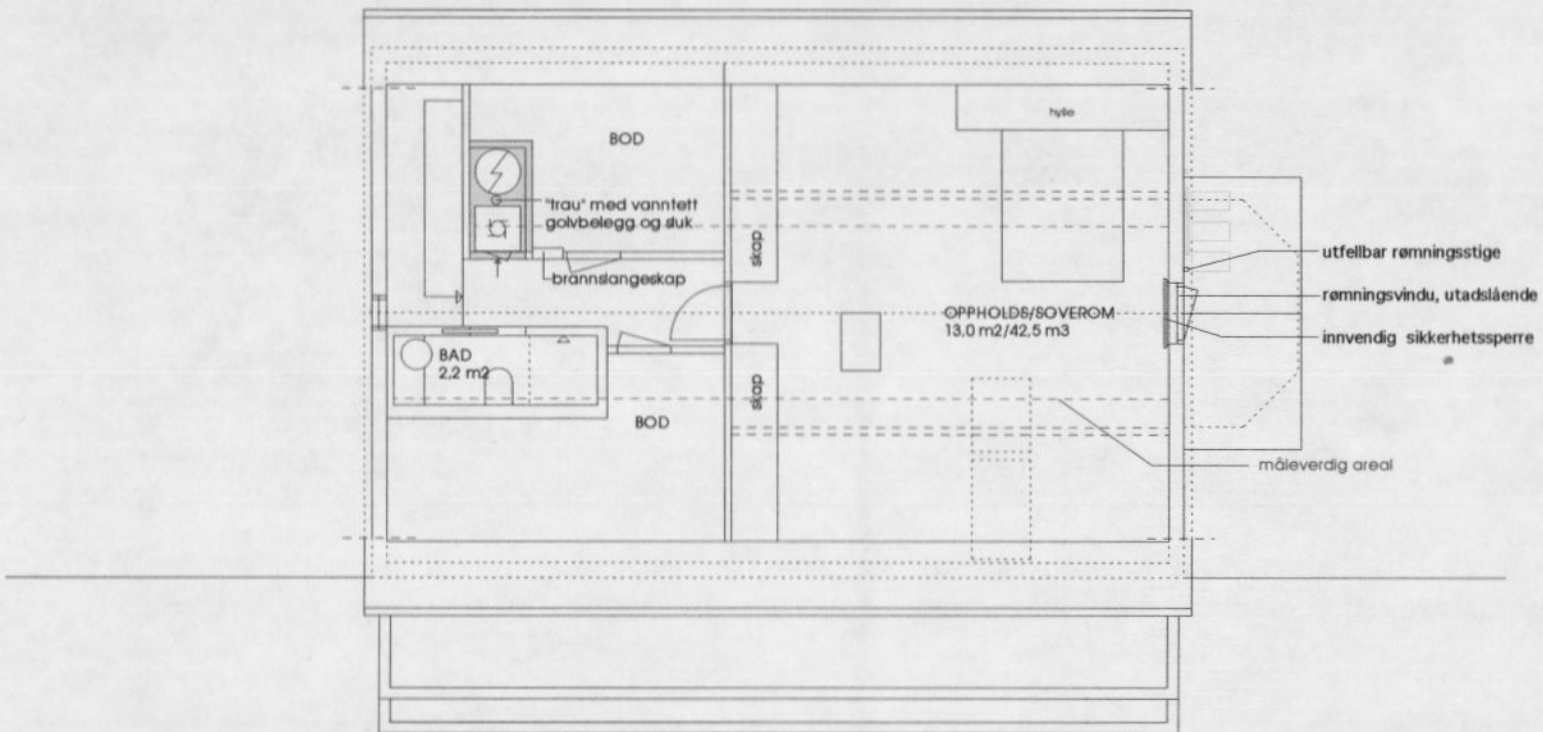 BOD
hylle
"trau" med vanntett
golvbelegg og sluk
skap
brannslangeskap
utfellbar rømningsstige
rømningsvindu, utadslående
innvendig sikkerhetssperre
OPPHOLDS/SOVEROM
13,0 m2/42,5 m3
BAD
2,2 m2
skap
BOD
måleverdig areal